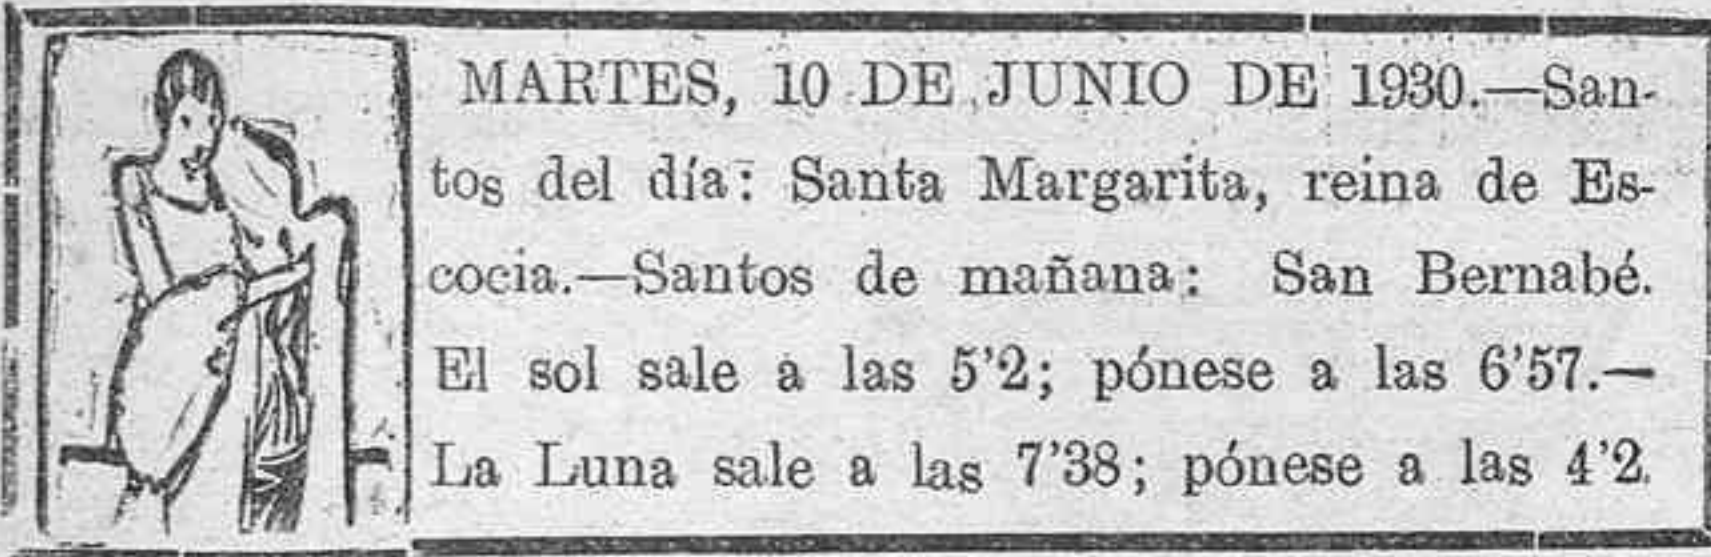 MARTES, 10 DE JUNIO DE 1930.—San-
tos del día: Santa Margarita, reina de Es-
cocia.—Santos de mañana: San Bernabé.
El sol sale a las 5'2; pónese a las 6'57.—
La Luna sale a las 7'38; pónese a las 4'2.